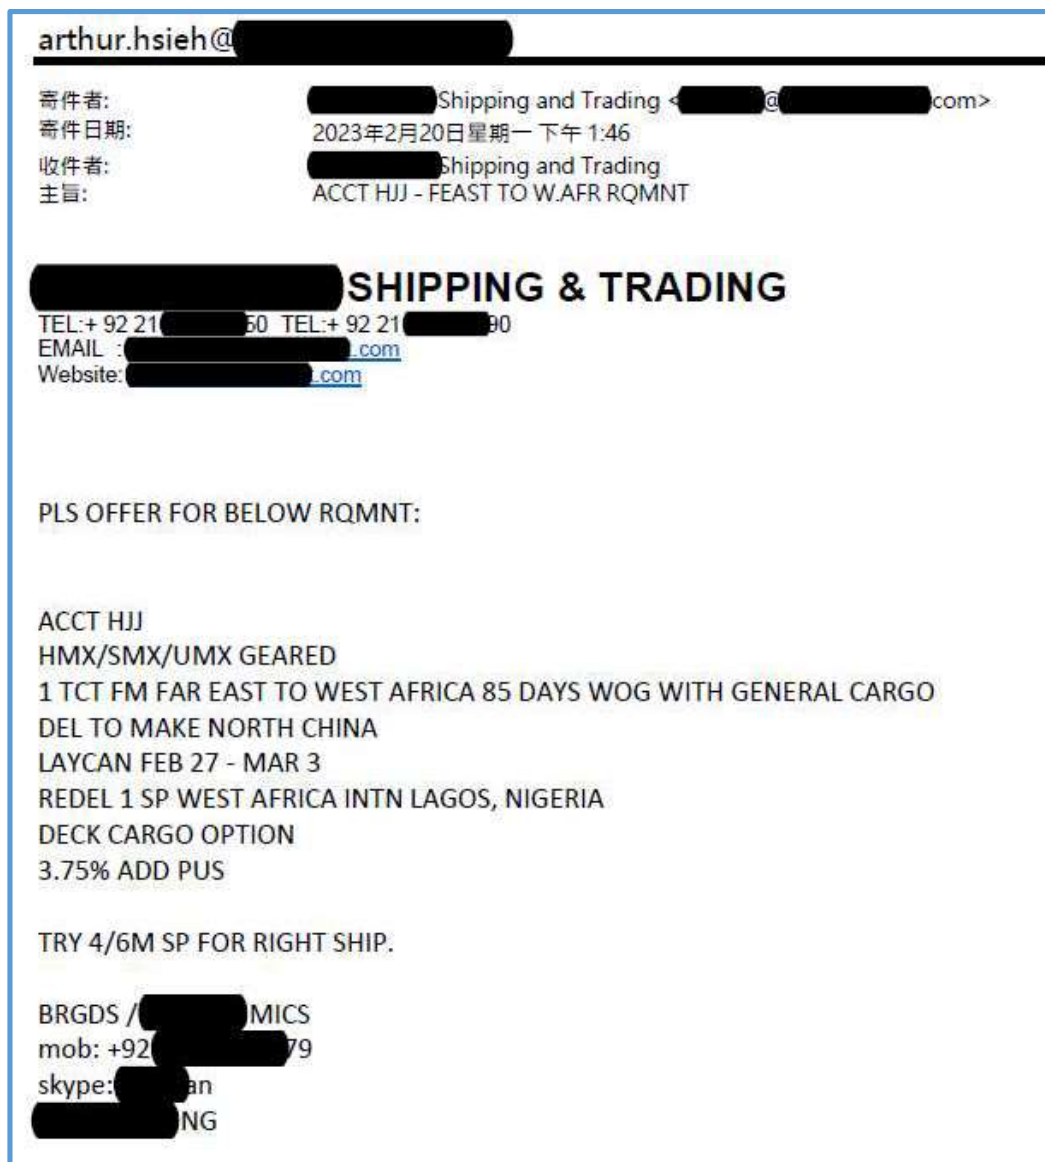 arthur.hsieh@
寄件者: Shipping and Trading < @ com>
寄件日期: 2023年2月20日星期一 下午 1:46
收件者: Shipping and Trading
主旨: ACCT HJJ - FEAST TO W.AFR RQMNT
SHIPPING & TRADING
TEL:+ 92 21 50 TEL:+ 92 21 90
EMAIL : .com
Website: .com
PLS OFFER FOR BELOW RQMNT:
ACCT HJJ
HMX/SMX/UMX GEARED
1 TCT FM FAR EAST TO WEST AFRICA 85 DAYS WOG WITH GENERAL CARGO
DEL TO MAKE NORTH CHINA
LAYCAN FEB 27 - MAR 3
REDEL 1 SP WEST AFRICA INTN LAGOS, NIGERIA
DECK CARGO OPTION
3.75% ADD PUS
TRY 4/6M SP FOR RIGHT SHIP.
BRGDS / MICS
mob: +92 79
skype: an
NG